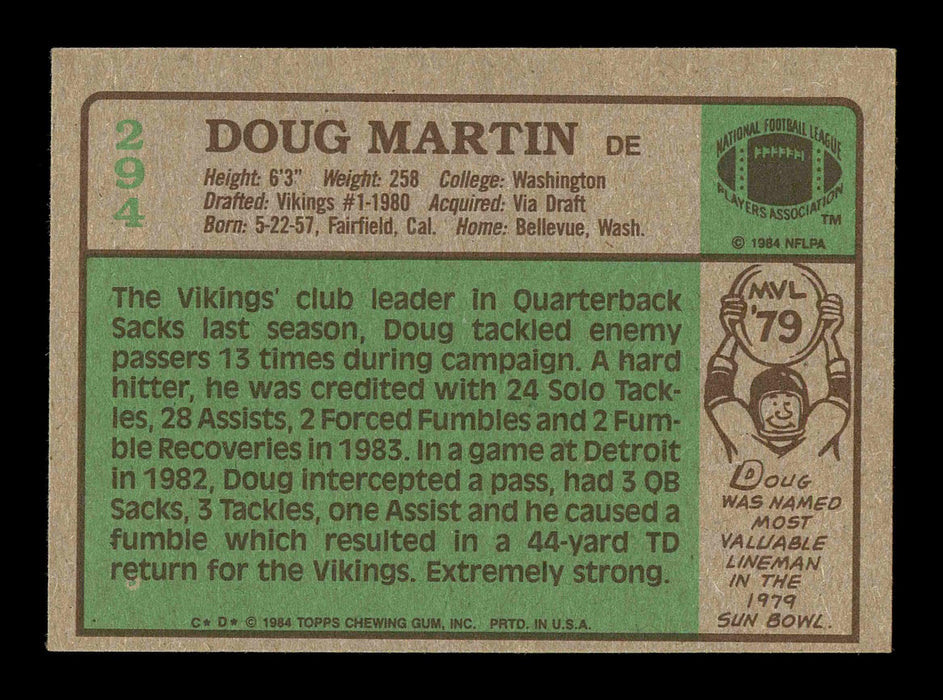 294
DOUG MARTIN DE
Height: 6'3" Weight: 258 College: Washington
Drafted: Vikings #1-1980 Acquired: Via Draft
Born: 5-22-57, Fairfield, Cal. Home: Bellevue, Wash.
NATIONAL FOOTBALL LEAGUE
PLAYERS ASSOCIATION
TM
© 1984 NFLPA
The Vikings' club leader in Quarterback
Sacks last season, Doug tackled enemy
passers 13 times during campaign. A hard
hitter, he was credited with 24 Solo Tack-
les, 28 Assists, 2 Forced Fumbles and 2 Fum-
ble Recoveries in 1983. In a game at Detroit
in 1982, Doug intercepted a pass, had 3 QB
Sacks, 3 Tackles, one Assist and he caused a
fumble which resulted in a 44-yard TD
return for the Vikings. Extremely strong.
C* D* © 1984 TOPPS CHEWING GUM, INC. PRTD. IN U.S.A.
MVL
'79
DOUG
WAS NAMED
MOST
VALUABLE
LINEMAN
IN THE
1979
SUN BOWL.